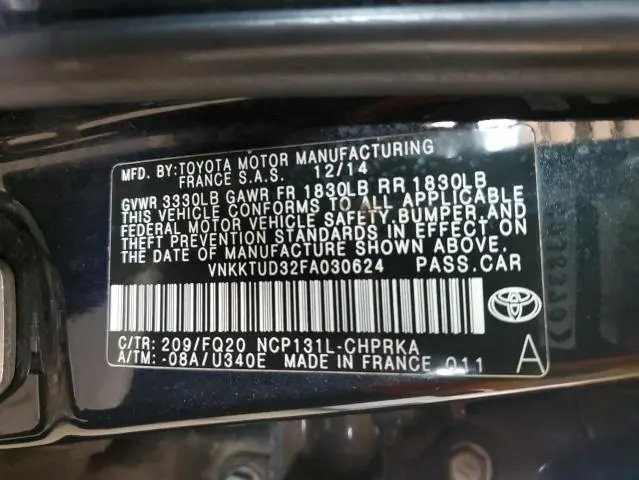 MFD. BY:TOYOTA MOTOR MANUFACTURING
FRANCE S.A.S. 12/14
GVWR 3330LB GAWR FR 1830LB RR 1830LB
THIS VEHICLE CONFORMS TO ALL APPLICABLE
FEDERAL MOTOR VEHICLE SAFETY,BUMPER,AND
THEFT PREVENTION STANDARDS IN EFFECT ON
THE DATE OF MANUFACTURE SHOWN ABOVE.
VNKKTUD32FA030624 PASS.CAR
C/TR: 209/FQ20 NCP131L-CHPRKA
A/TM: -08A/U340E MADE IN FRANCE 011
A